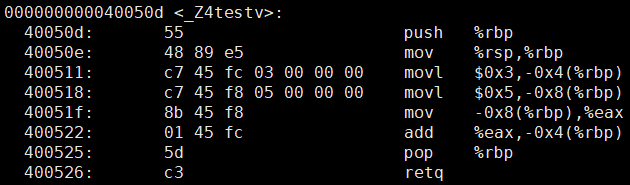 000000000040050d <_Z4testv>:
40050d: 55 push %rbp
40050e: 48 89 e5 mov %rsp,%rbp
400511: c7 45 fc 03 00 00 00 movl $0x3,-0x4(%rbp)
400518: c7 45 f8 05 00 00 00 movl $0x5,-0x8(%rbp)
40051f: 8b 45 f8 mov -0x8(%rbp),%eax
400522: 01 45 fc add %eax,-0x4(%rbp)
400525: 5d pop %rbp
400526: c3 retq